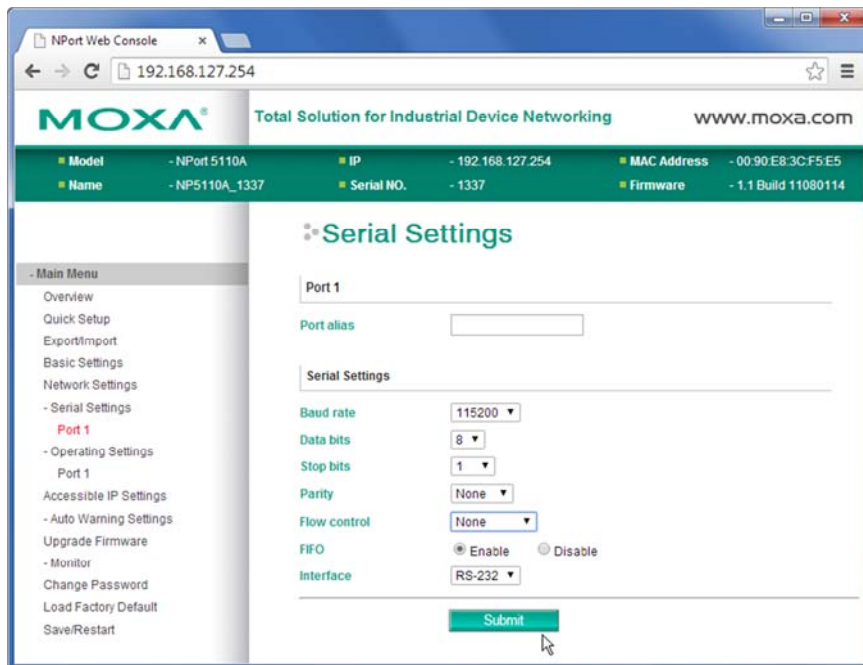 NPort Web Console
192.168.127.254
MOXA® Total Solution for Industrial Device Networking www.moxa.com
Model - NPort 5110A IP - 192.168.127.254 MAC Address - 00:90:E8:3C:F5:E5
Name - NP5110A_1337 Serial NO. - 1337 Firmware - 1.1 Build 11080114
- Main Menu
Overview
Quick Setup
Export/Import
Basic Settings
Network Settings
- Serial Settings
Port 1
- Operating Settings
Port 1
Accessible IP Settings
- Auto Warning Settings
Upgrade Firmware
- Monitor
Change Password
Load Factory Default
Save/Restart
Serial Settings
Port 1
Port alias
Serial Settings
Baud rate 115200
Data bits 8
Stop bits 1
Parity None
Flow control None
FIFO Enable Disable
Interface RS-232
Submit